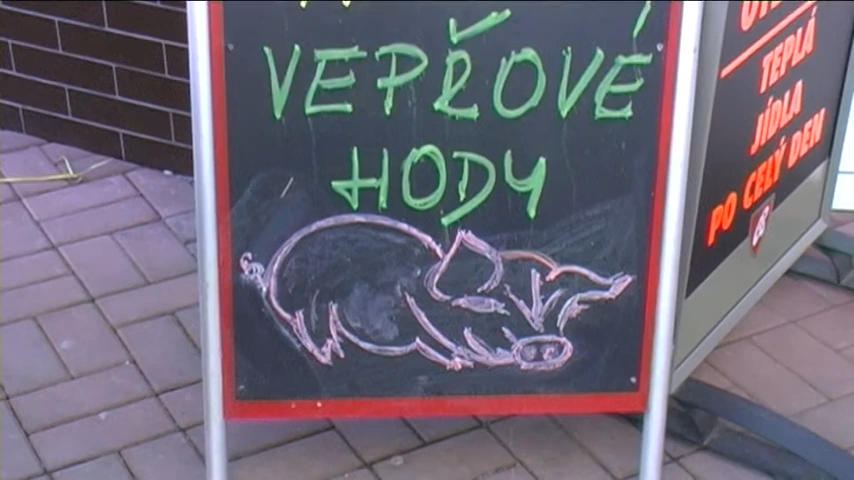 VEPŘOVÉ
HODY
TEPLÁ
JÍDLA
PO CELÝ DEN